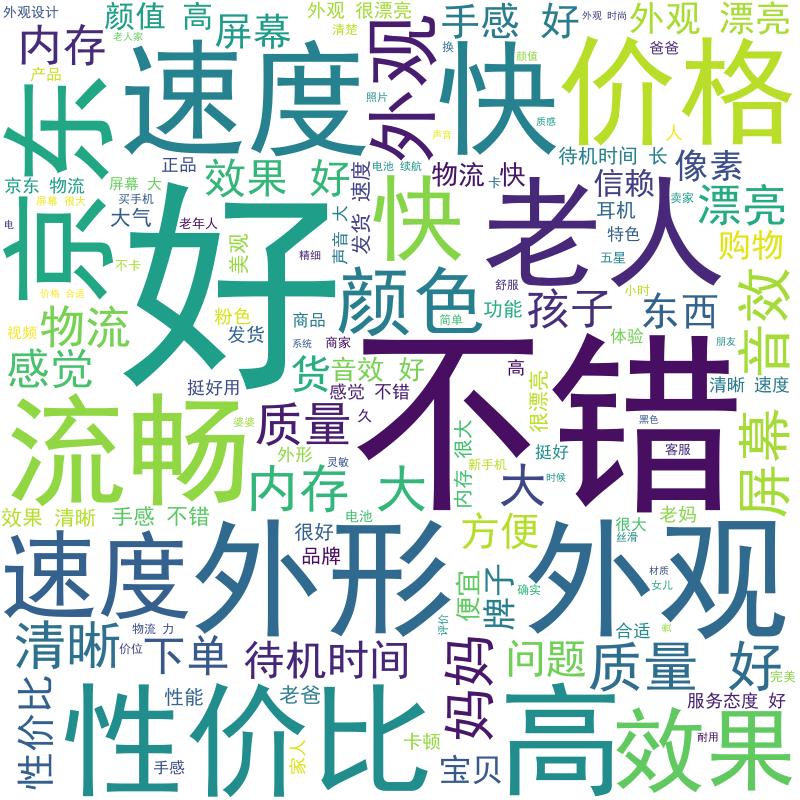 外观设计
颜值 高
外观 很漂亮
外观
手感 好
外观 时尚
外观 漂亮
内存
老人家
屏幕
清楚
换
颜值
爸爸
产品
速度
快
价格
照片
质感
声音
人
京东
正品
效果 好
电池 续航
物流 快
卡
待机时间 长
像素
信赖
京东 物流
屏幕 大
发货 速度
快
老人
卖家
漂亮
屏幕 很大
买手机
大气
老年人
声音 大
耳机
特色
购物
电
好
美观
精细
五星
不卡
舒服
小时
音效
价格 合适
颜色
功能
孩子
东西
物流
粉色
商品
简单
视频
发货
系统
商家
体验
朋友
感觉
货
音效 好
不错
高
清晰 速度
挺好用
感觉 不错
很漂亮
流畅
质量
久
黑色
屏幕
婆婆
外形
灵敏
内存 很大
挺好
客服
内存 大
新手机
大
时候
效果 清晰
手感 不错
电池
老妈
速度
外形
很好
方便
外观
很大
丝滑
品牌
便宜
牌子
确实
材质
女儿
物流 力
评价
合适
清晰
价位
下单
待机时间
妈妈
问题
质量 好
完美
性价比
性能
老爸
服务态度 好
性价比
高
效果
卡顿
耐用
手感
家人
宝贝